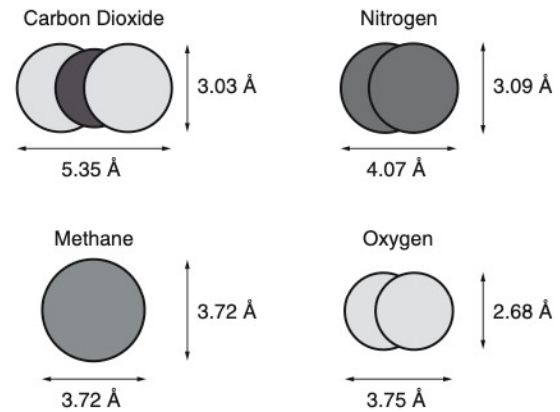 Carbon Dioxide
3.03 Å
5.35 Å
Nitrogen
3.09 Å
4.07 Å
Methane
3.72 Å
3.72 Å
Oxygen
2.68 Å
3.75 Å